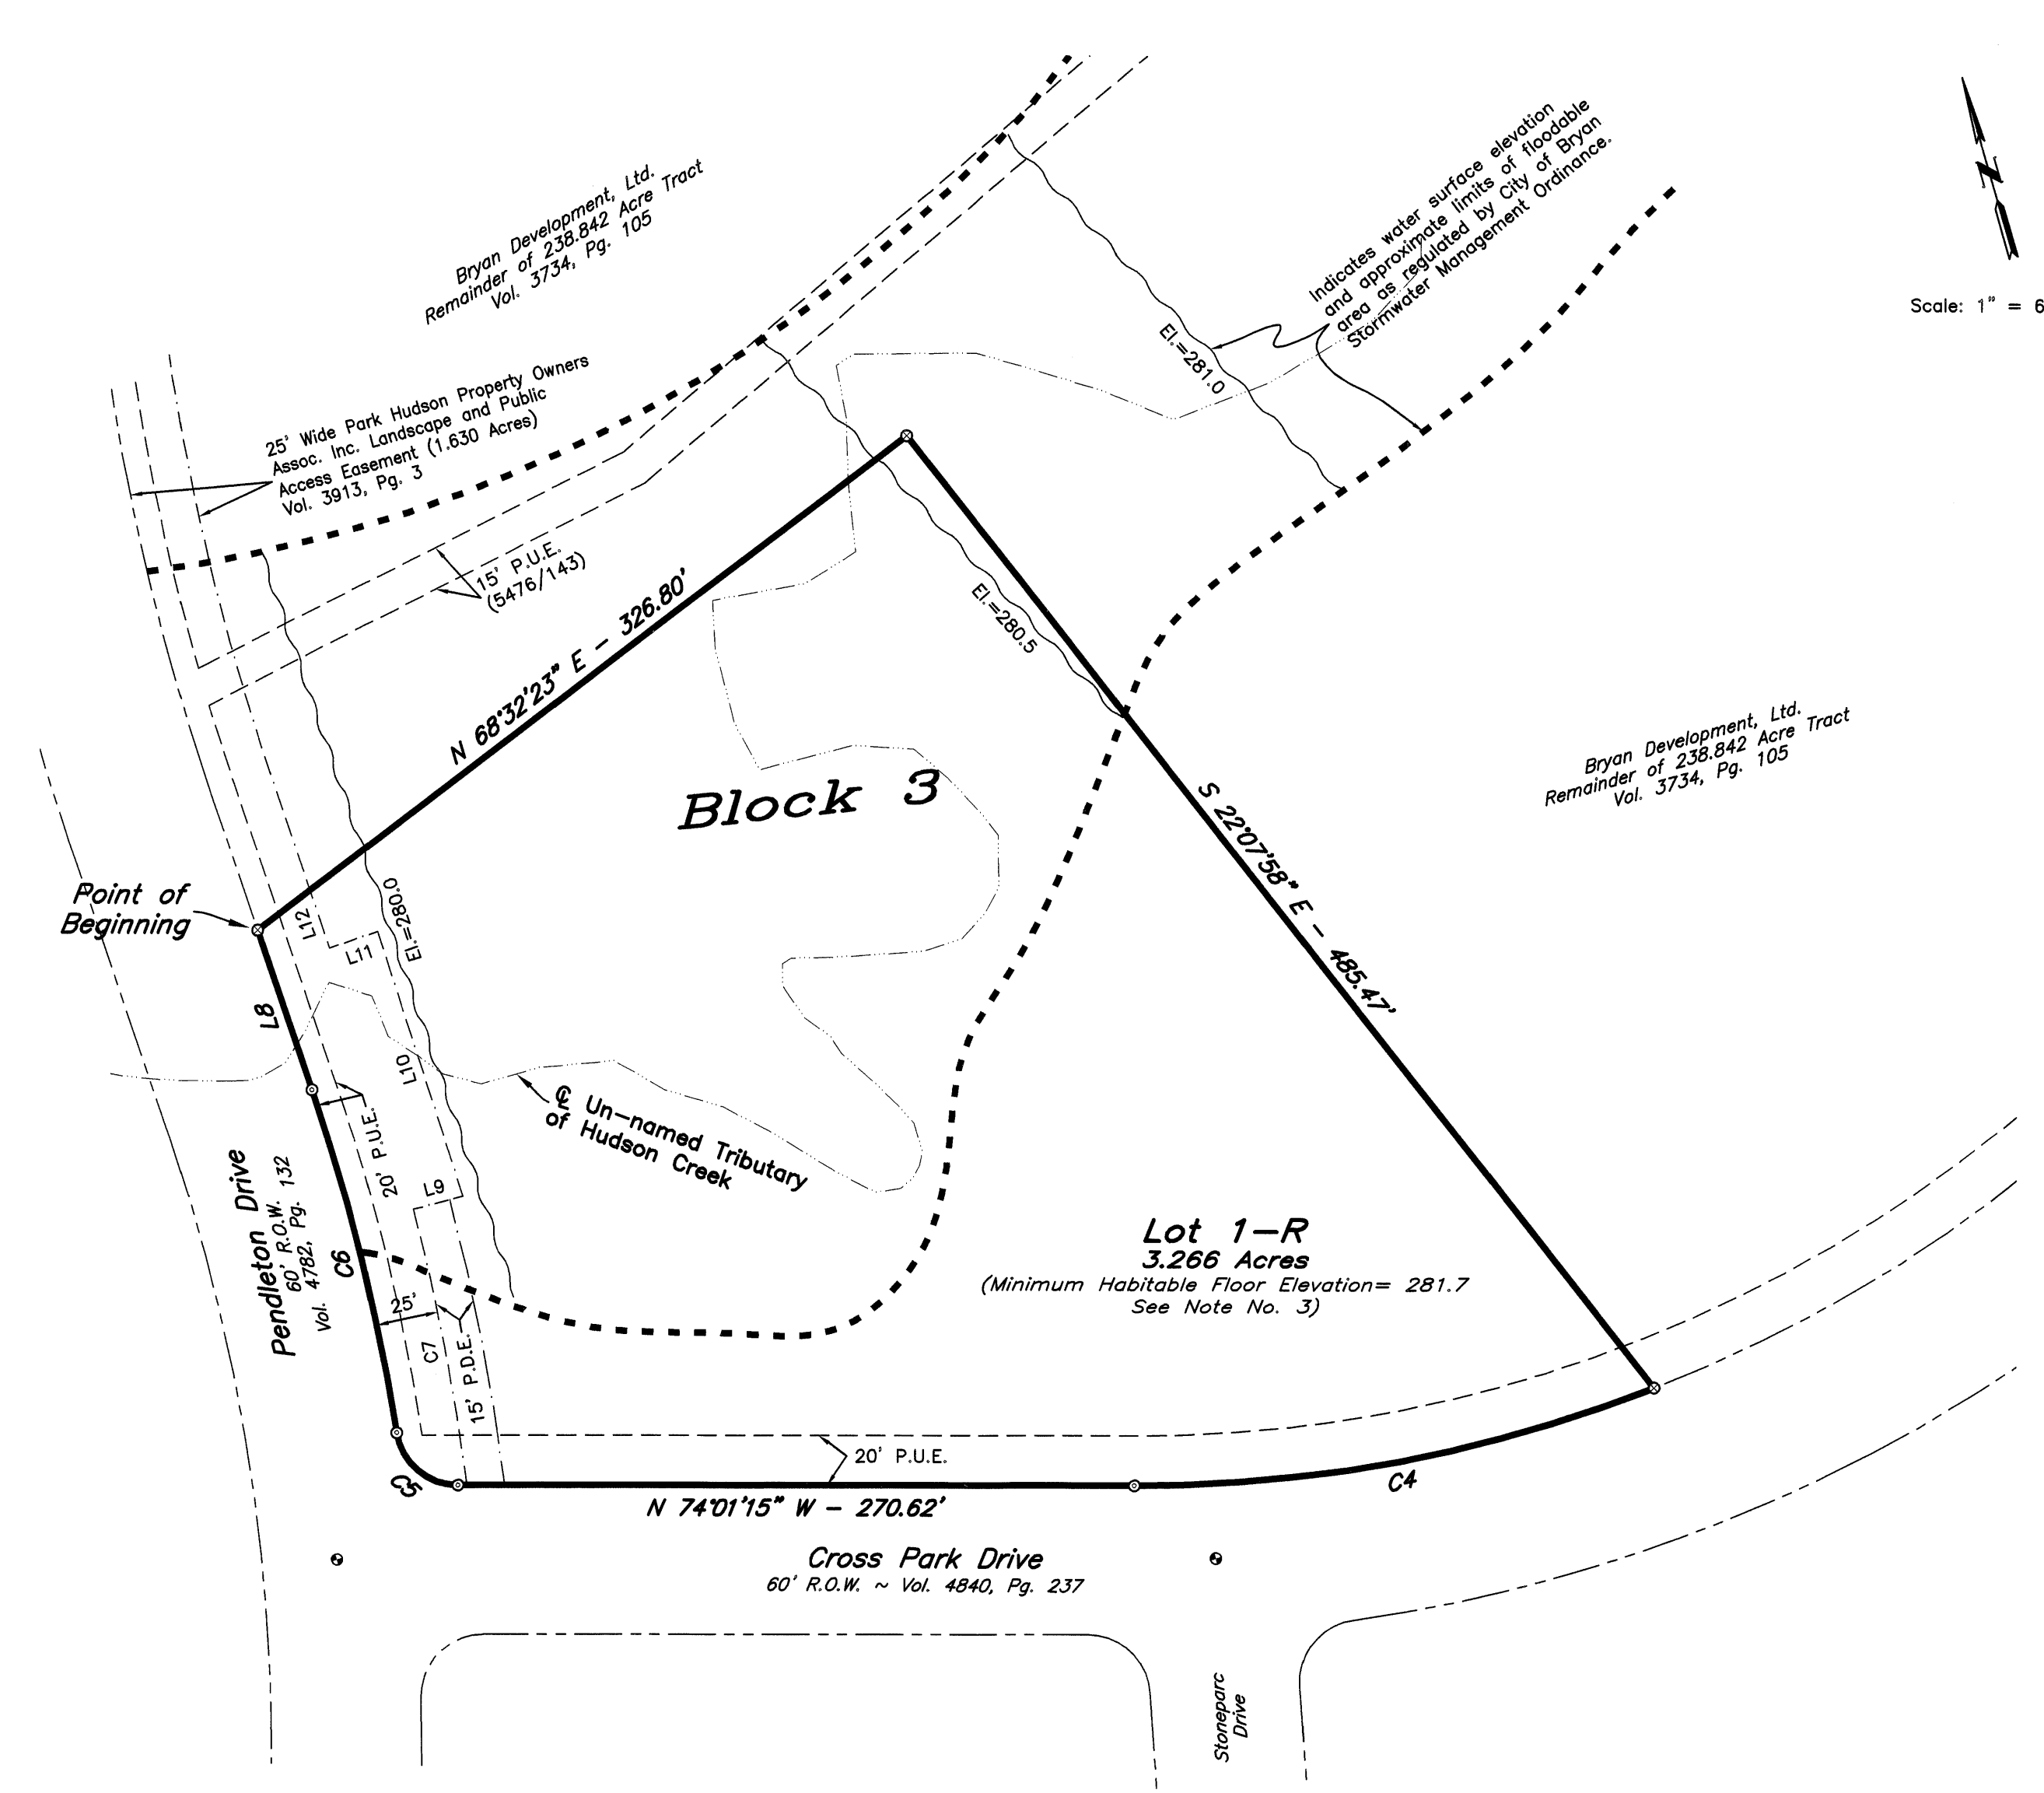 Bryan Development, Ltd.
Remainder of 238.842 Acre Tract
Vol. 3734, Pg. 105
Indicates water surface elevation
and approximate limits of floodable
area as regulated by City of Bryan
Stormwater Management Ordinance.
N
Scale: 1" = 6
El.=281.0
25' Wide Park Hudson Property Owners
Assoc. Inc. Landscape and Public
Access Easement (1.630 Acres)
Vol. 3913, Pg. 3
15' P.U.E.
(5476/143)
N 68°32'23" E - 326.80'
El.=280.5
Block 3
S 22°07'58" E - 485.47'
Bryan Development, Ltd.
Remainder of 238.842 Acre Tract
Vol. 3734, Pg. 105
Point of
Beginning
L12
L11
El.=280.0
L8
L10
℄ Un-named Tributary
of Hudson Creek
20' P.U.E.
L9
Pendleton Drive
60' R.O.W.
Vol. 4782, Pg. 132
C6
25'
C7
15' P.D.E.
Lot 1-R
3.266 Acres
(Minimum Habitable Floor Elevation= 281.7
See Note No. 3)
20' P.U.E.
C5
C4
N 74°01'15" W - 270.62'
Cross Park Drive
60' R.O.W. ~ Vol. 4840, Pg. 237
Stoneparc
Drive